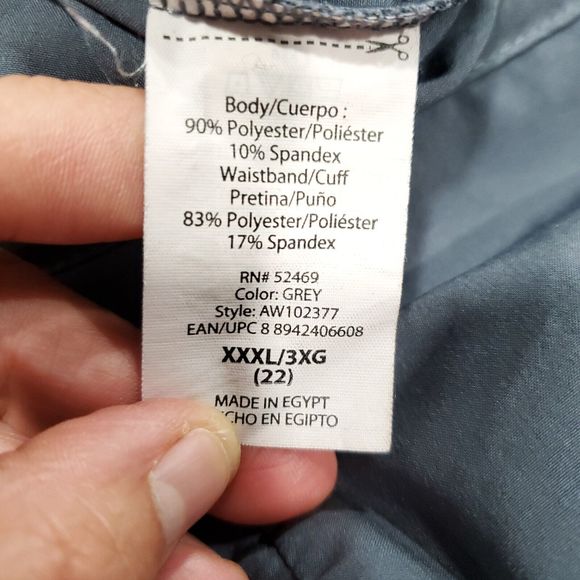 Body/Cuerpo :
90% Polyester/Poliéster
10% Spandex
Waistband/Cuff
Pretina/Puño
83% Polyester/Poliéster
17% Spandex
RN# 52469
Color: GREY
Style: AW102377
EAN/UPC 8 8942406608
XXXL/3XG
(22)
MADE IN EGYPT
CHO EN EGIPTO